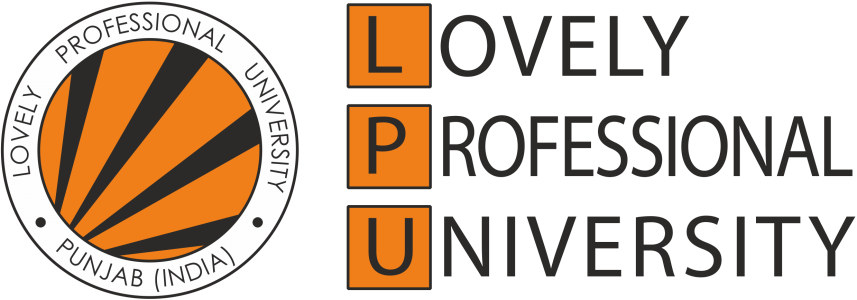 LOVELY PROFESSIONAL UNIVERSITY
• PUNJAB (INDIA) •
LOVELY
PROFESSIONAL
UNIVERSITY